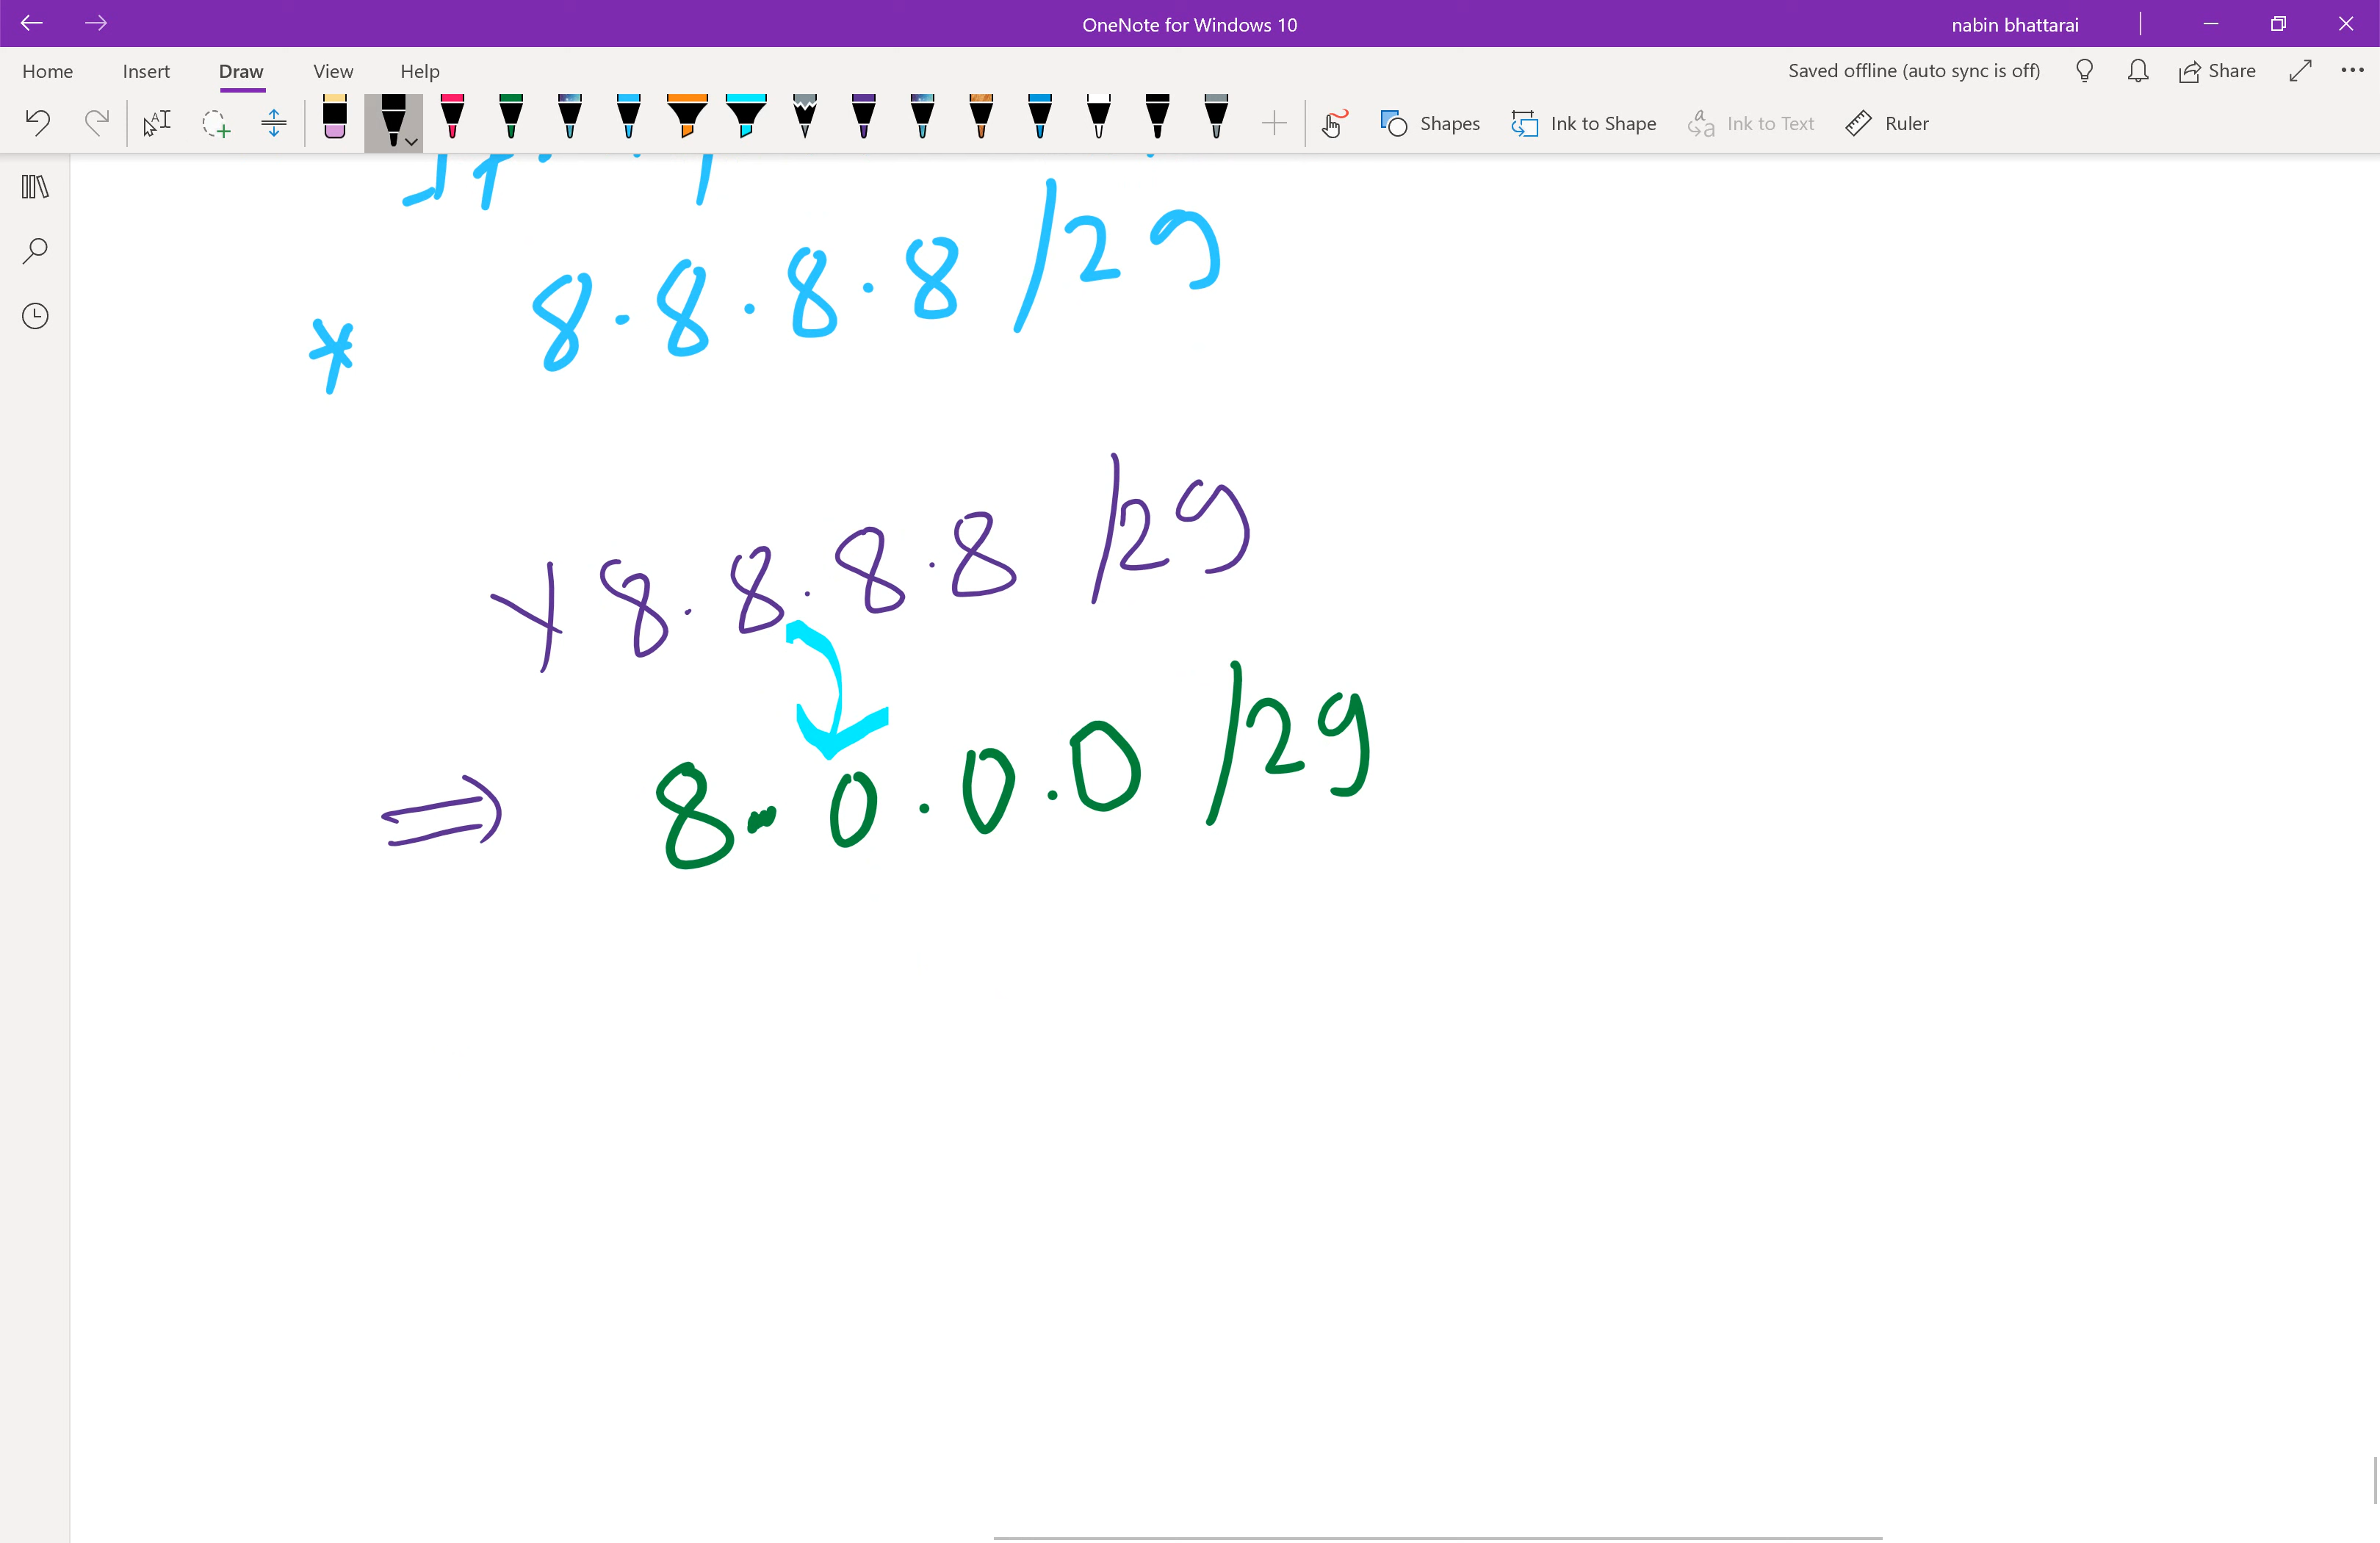 OneNote for Windows 10 nabin bhattarai
Home Insert Draw View Help Saved offline (auto sync is off) Share
Shapes Ink to Shape Ink to Text Ruler
* 8.8.8.8 /29
8.8.8.8 /29
⇒ 8.0.0.0 /29